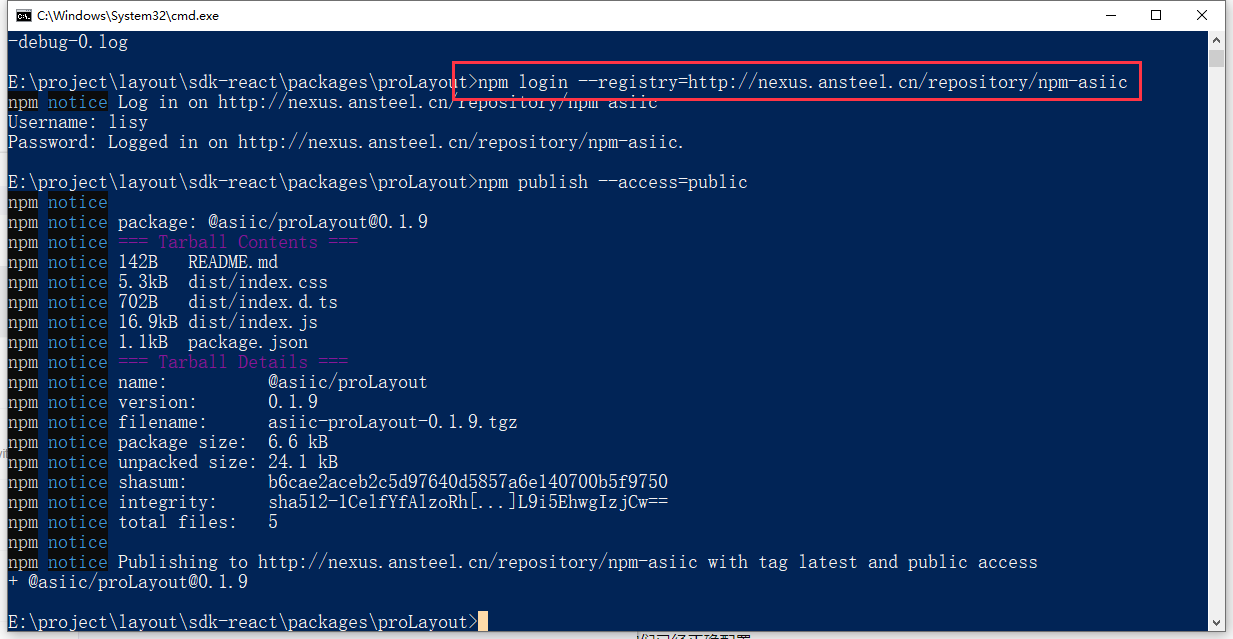 C:\Windows\System32\cmd.exe
-debug-0.log
E:\project\layout\sdk-react\packages\proLayout>npm login --registry=http://nexus.ansteel.cn/repository/npm-asiic
npm notice Log in on http://nexus.ansteel.cn/repository/npm-asiic
Username: lisy
Password: Logged in on http://nexus.ansteel.cn/repository/npm-asiic.
E:\project\layout\sdk-react\packages\proLayout>npm publish --access=public
npm notice
npm notice package: @asiic/proLayout@0.1.9
npm notice === Tarball Contents ===
npm notice 142B README.md
npm notice 5.3kB dist/index.css
npm notice 702B dist/index.d.ts
npm notice 16.9kB dist/index.js
npm notice 1.1kB package.json
npm notice === Tarball Details ===
npm notice name: @asiic/proLayout
npm notice version: 0.1.9
npm notice filename: asiic-proLayout-0.1.9.tgz
npm notice package size: 6.6 kB
npm notice unpacked size: 24.1 kB
npm notice shasum: b6cae2aceb2c5d97640d5857a6e140700b5f9750
npm notice integrity: sha512-1CelfYfAlzoRh[...]L9i5EhwgIzjCw==
npm notice total files: 5
npm notice
npm notice Publishing to http://nexus.ansteel.cn/repository/npm-asiic with tag latest and public access
+ @asiic/proLayout@0.1.9
E:\project\layout\sdk-react\packages\proLayout>